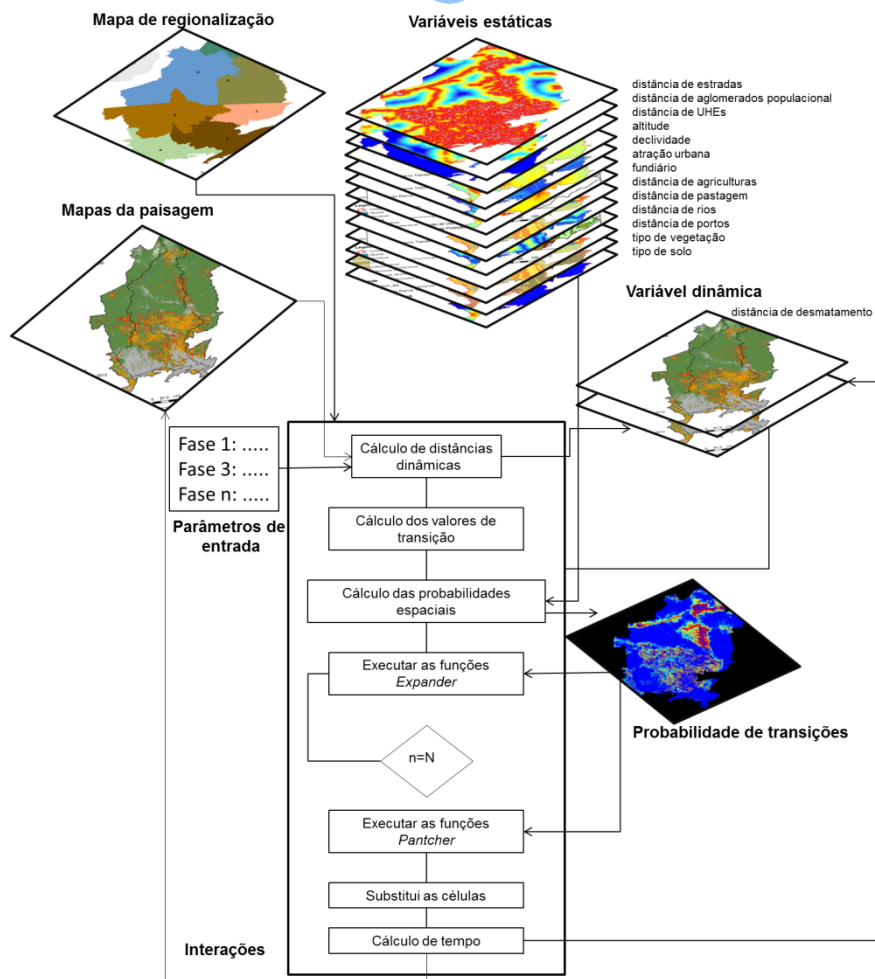 Mapa de regionalização
Variáveis estáticas
distância de estradas
distância de aglomerados populacional
distância de UHEs
altitude
declividade
atração urbana
fundiário
distância de agriculturas
distância de pastagem
distância de rios
distância de portos
tipo de vegetação
tipo de solo
Mapas da paisagem
Variável dinâmica
distância de desmatamento
Fase 1: .....
Fase 3: .....
Fase n: .....
Parâmetros de
entrada
Cálculo de distâncias
dinâmicas
Cálculo dos valores de
transição
Cálculo das probabilidades
espaciais
Executar as funções
Expander
Probabilidade de transições
n=N
Executar as funções
Pantcher
Substitui as células
Cálculo de tempo
Interações